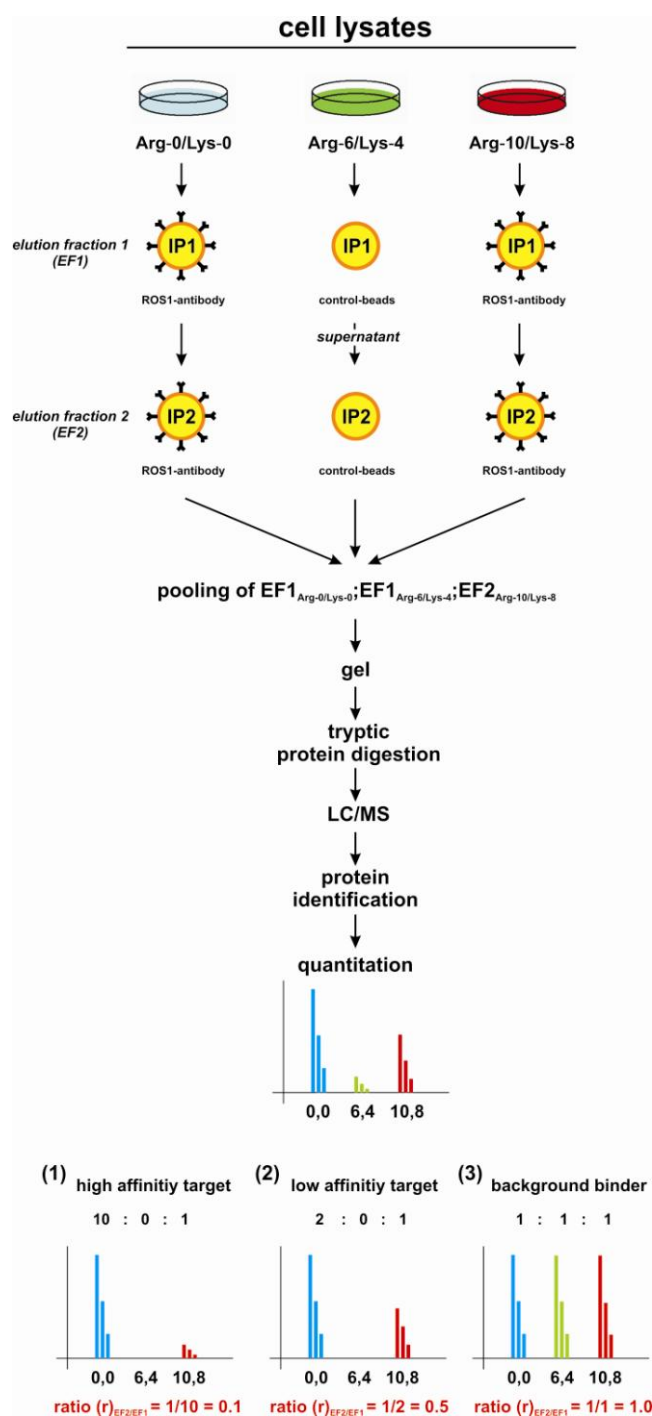 cell lysates
Arg-0/Lys-0 Arg-6/Lys-4 Arg-10/Lys-8
elution fraction 1
(EF1)
IP1 IP1 IP1
ROS1-antibody control-beads ROS1-antibody
supernatant
elution fraction 2
(EF2)
IP2 IP2 IP2
ROS1-antibody control-beads ROS1-antibody
pooling of EF1Arg-0/Lys-0;EF1Arg-6/Lys-4;EF2Arg-10/Lys-8
gel
tryptic
protein digestion
LC/MS
protein
identification
quantitation
0,0 6,4 10,8
(1) high affinitiy target (2) low affinitiy target (3) background binder
10 : 0 : 1 2 : 0 : 1 1 : 1 : 1
0,0 6,4 10,8 0,0 6,4 10,8 0,0 6,4 10,8
ratio (r)EF2/EF1 = 1/10 = 0.1 ratio (r)EF2/EF1 = 1/2 = 0.5 ratio (r)EF2/EF1 = 1/1 = 1.0